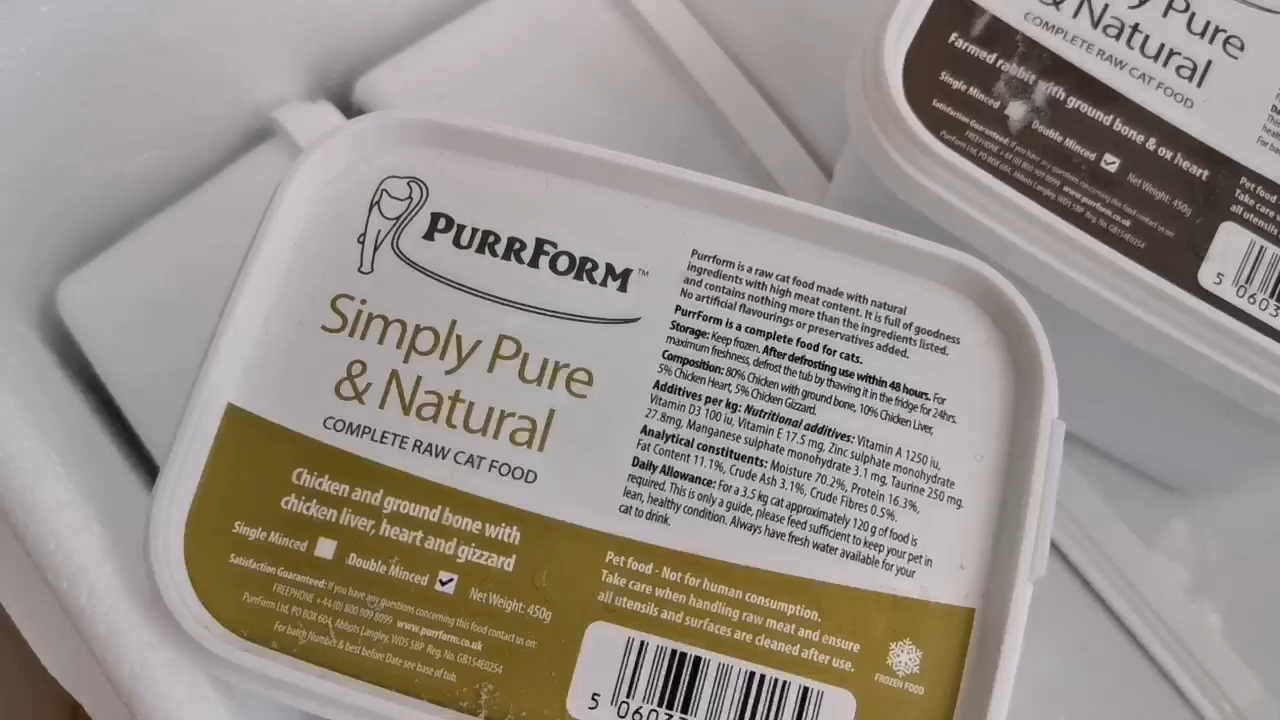 PURRFORM™
Simply Pure
& Natural
COMPLETE RAW CAT FOOD
Chicken and ground bone with
chicken liver, heart and gizzard
Single Minced
Double Minced
Net Weight: 450g
Satisfaction Guaranteed: If you have any questions concerning this food contact us on:
FREEPHONE +44 (0) 800 909 8099 www.purrform.co.uk
PurrForm Ltd, PO BOX 604, Abbots Langley, WD5 5BP Reg. No. GB154E0254
For batch Number & best before Date see base of tub.
Purrform is a raw cat food made with natural
ingredients with high meat content. It is full of goodness
and contains nothing more than the ingredients listed.
No artificial flavourings or preservatives added.
PurrForm is a complete food for cats.
Storage: Keep frozen. After defrosting use within 48 hours. For
maximum freshness, defrost the tub by thawing it in the fridge for 24hrs.
Composition: 80% Chicken with ground bone, 10% Chicken Liver,
5% Chicken Heart, 5% Chicken Gizzard.
Additives per kg: Nutritional additives: Vitamin A 1250 iu,
Vitamin D3 100 iu, Vitamin E 17.5 mg, Zinc sulphate monohydrate
27.8mg, Manganese sulphate monohydrate 3.1 mg, Taurine 250 mg.
Analytical constituents: Moisture 70.2%, Protein 16.3%,
Fat Content 11.1%, Crude Ash 3.1%, Crude Fibres 0.5%.
Daily Allowance: For a 3.5 kg cat approximately 120 g of food is
required. This is only a guide, please feed sufficient to keep your pet in
lean, healthy condition. Always have fresh water available for your
cat to drink.
Pet food - Not for human consumption.
Take care when handling raw meat and ensure
all utensils and surfaces are cleaned after use.
FROZEN FOOD
5 0603
y Pure
& Natural
COMPLETE RAW CAT FOOD
Farmed rabbit with ground bone & ox heart
Single Minced
Double Minced
Net Weight: 450g
Satisfaction Guaranteed: If you have any questions concerning this food contact us on:
FREEPHONE +44 (0) 800 909 8099 www.purrform.co.uk
PurrForm Ltd, PO BOX 604, Abbots Langley, WD5 5BP Reg. No. GB154E0254
Pet food -
Take care
all utensils
5 0603